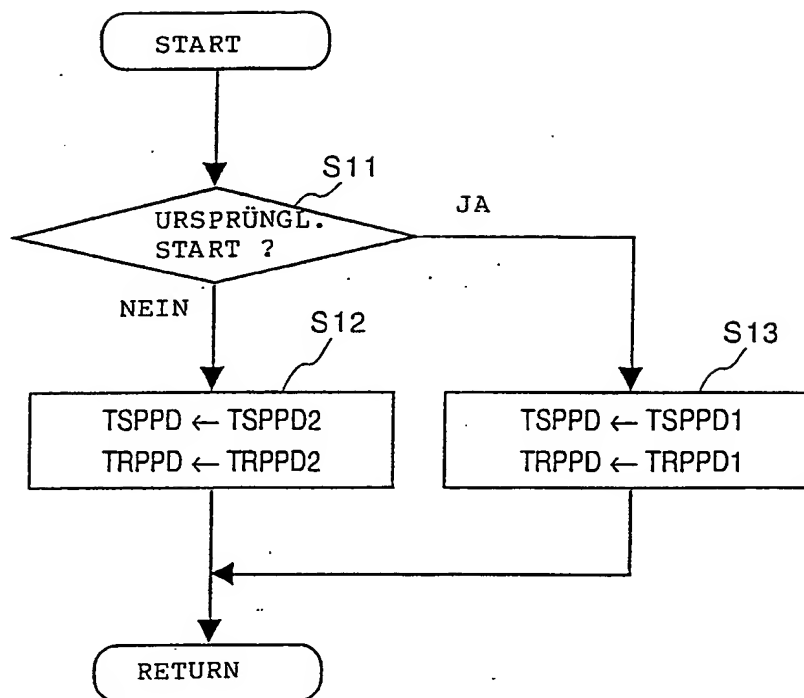 START
S11
URSPRÜNGL.
START ?
JA
NEIN
S12
TSPPD ← TSPPD2
TRPPD ← TRPPD2
S13
TSPPD ← TSPPD1
TRPPD ← TRPPD1
RETURN